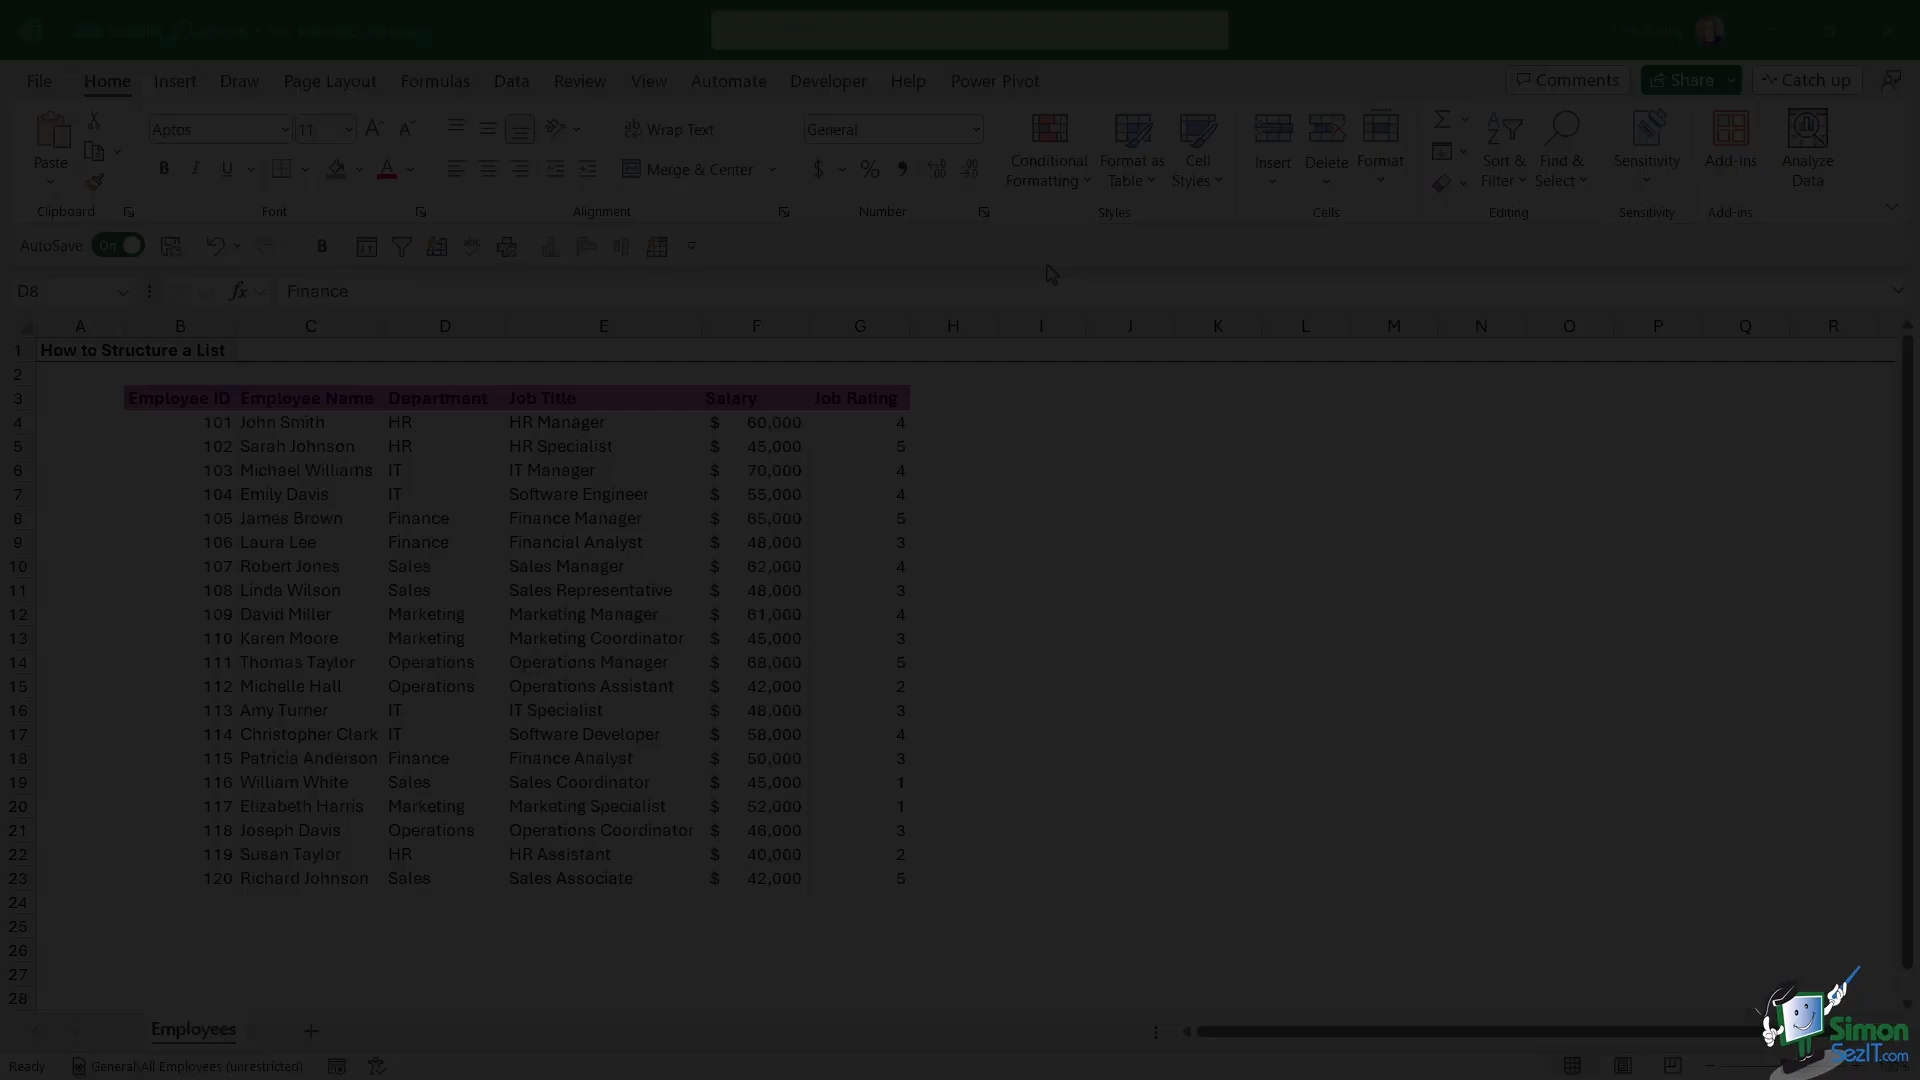 File Home Insert Draw Page Layout Formulas Data Review View Automate Developer Help Power Pivot Comments Share Catch up
Paste
Clipboard
Aptos 11
B I U
Font
Wrap Text
Merge & Center
Alignment
General
$ %
Number
Conditional Formatting
Format as Table
Cell Styles
Styles
Insert Delete Format
Cells
Sort & Filter
Find & Select
Editing
Sensitivity
Sensitivity
Add-ins
Add-ins
Analyze Data
AutoSave On B abc
D8 fx Finance
A B C D E F G H I J K L M N O P Q R
1 How to Structure a List
2
3 Employee ID Employee Name Department Job Title Salary Job Rating
4 101 John Smith HR HR Manager $ 60,000 4
5 102 Sarah Johnson HR HR Specialist $ 45,000 5
6 103 Michael Williams IT IT Manager $ 70,000 4
7 104 Emily Davis IT Software Engineer $ 55,000 4
8 105 James Brown Finance Finance Manager $ 65,000 5
9 106 Laura Lee Finance Financial Analyst $ 48,000 3
10 107 Robert Jones Sales Sales Manager $ 62,000 4
11 108 Linda Wilson Sales Sales Representative $ 48,000 3
12 109 David Miller Marketing Marketing Manager $ 61,000 4
13 110 Karen Moore Marketing Marketing Coordinator $ 45,000 3
14 111 Thomas Taylor Operations Operations Manager $ 68,000 5
15 112 Michelle Hall Operations Operations Assistant $ 42,000 2
16 113 Amy Turner IT IT Specialist $ 48,000 3
17 114 Christopher Clark IT Software Developer $ 58,000 4
18 115 Patricia Anderson Finance Finance Analyst $ 50,000 3
19 116 William White Sales Sales Coordinator $ 45,000 1
20 117 Elizabeth Harris Marketing Marketing Specialist $ 52,000 1
21 118 Joseph Davis Operations Operations Coordinator $ 46,000 3
22 119 Susan Taylor HR HR Assistant $ 40,000 2
23 120 Richard Johnson Sales Sales Associate $ 42,000 5
24
25
26
27
28
Employees
Ready General\All Employees (unrestricted)
Simon
SezIT.com